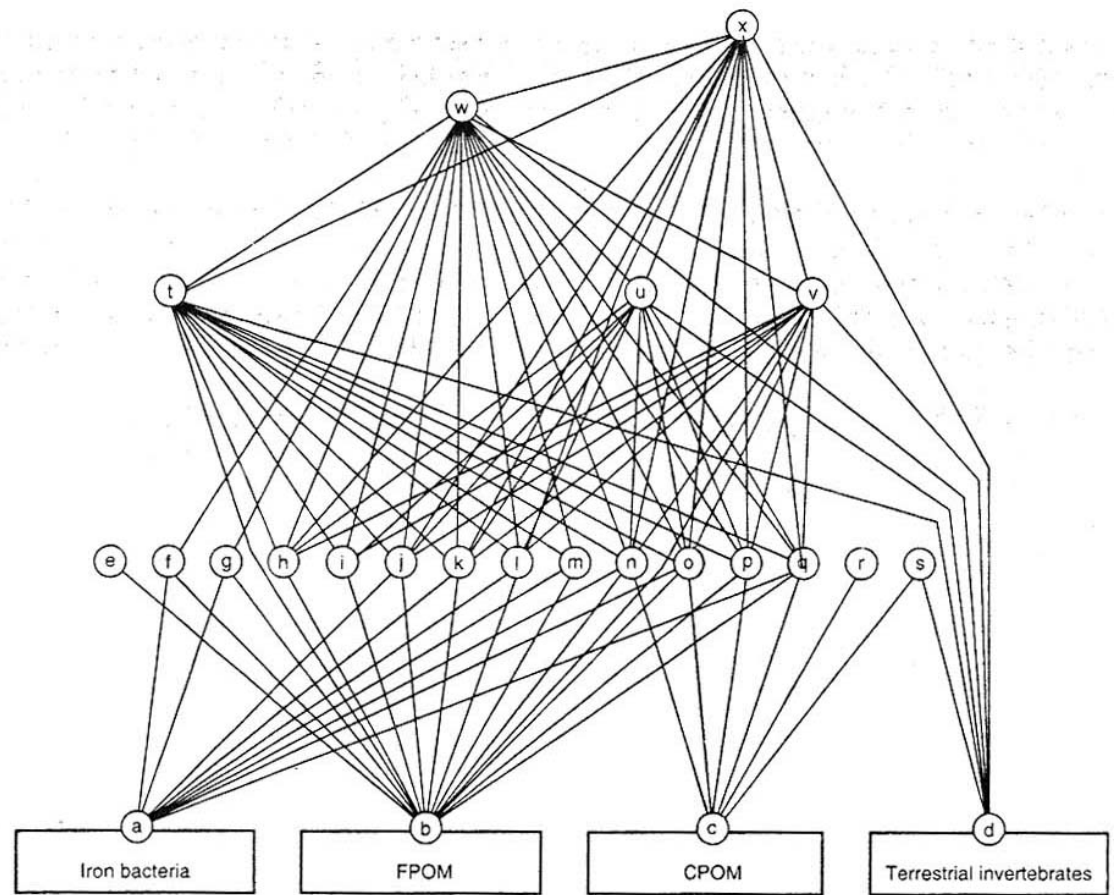 x
w
t u v
e f g h i j k l m n o p q r s
a b c d
Iron bacteria FPOM CPOM Terrestrial invertebrates